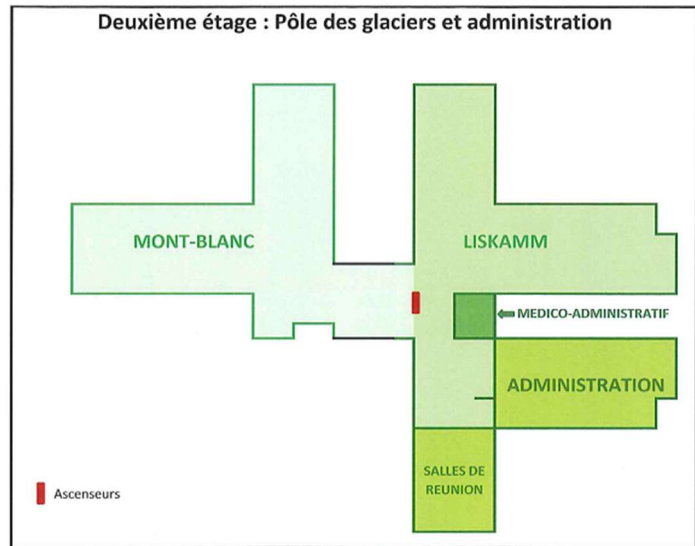 Deuxième étage : Pôle des glaciers et administration
MONT-BLANC
LISKAMM
MEDICO-ADMINISTRATIF
ADMINISTRATION
SALLES DE
REUNION
Ascenseurs